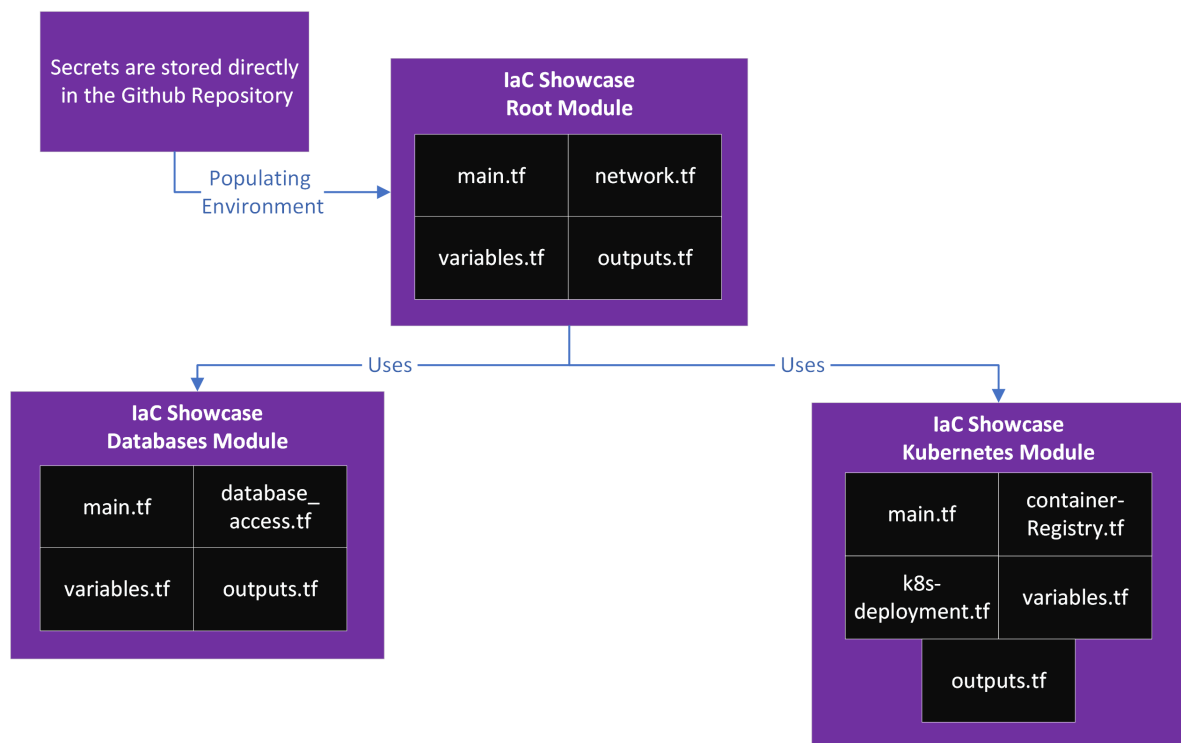 Secrets are stored directly
in the Github Repository
IaC Showcase
Root Module
main.tf
network.tf
variables.tf
outputs.tf
Populating
Environment
Uses
Uses
IaC Showcase
Databases Module
main.tf
database_
access.tf
variables.tf
outputs.tf
IaC Showcase
Kubernetes Module
main.tf
container-
Registry.tf
k8s-
deployment.tf
variables.tf
outputs.tf